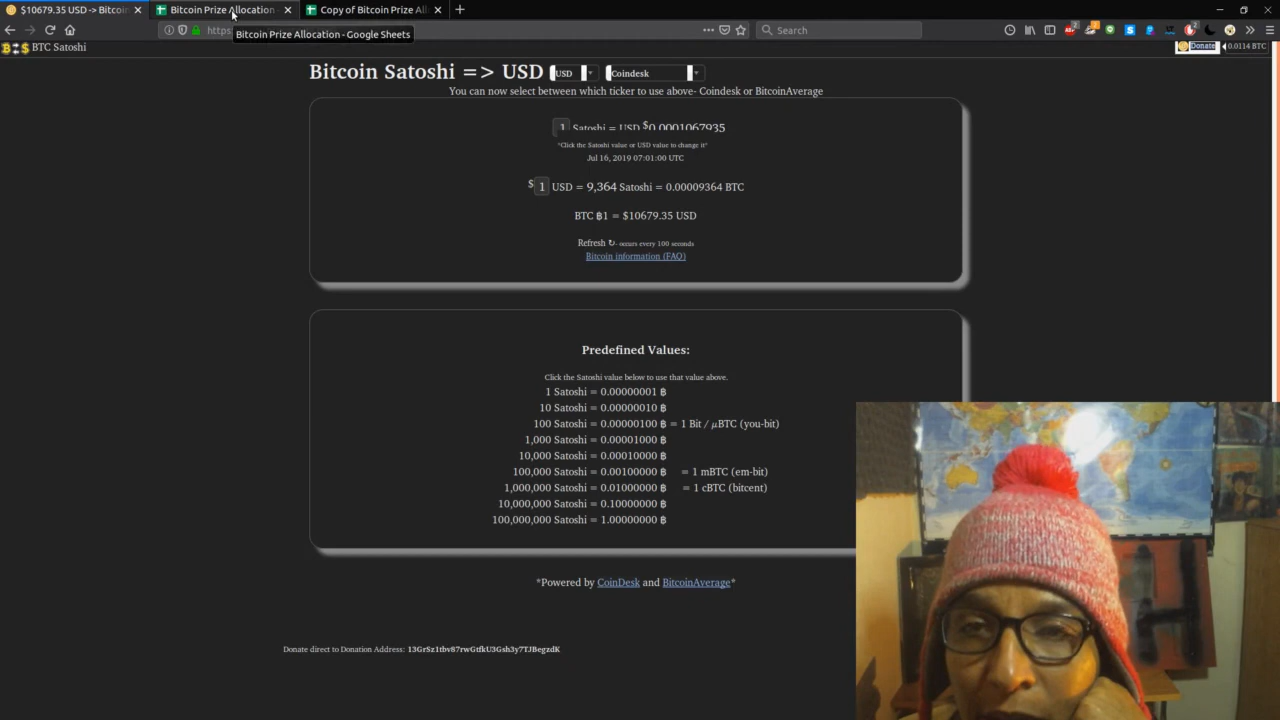 $10679.35 USD -> Bitcoin
Bitcoin Prize Allocation -
Copy of Bitcoin Prize All
https:
Bitcoin Prize Allocation - Google Sheets
Search
BTC Satoshi
Donate
0.0114 BTC
Bitcoin Satoshi => USD USD Coindesk
You can now select between which ticker to use above- Coindesk or BitcoinAverage
1 Satoshi = USD $0.0001067935
*Click the Satoshi value or USD value to change it*
Jul 16, 2019 07:01:00 UTC
$ 1 USD = 9,364 Satoshi = 0.00009364 BTC
BTC ฿1 = $10679.35 USD
Refresh ↻ - occurs every 100 seconds
Bitcoin information (FAQ)
Predefined Values:
Click the Satoshi value below to use that value above.
1 Satoshi = 0.00000001 ฿
10 Satoshi = 0.00000010 ฿
100 Satoshi = 0.00000100 ฿ = 1 Bit / μBTC (you-bit)
1,000 Satoshi = 0.00001000 ฿
10,000 Satoshi = 0.00010000 ฿
100,000 Satoshi = 0.00100000 ฿ = 1 mBTC (em-bit)
1,000,000 Satoshi = 0.01000000 ฿ = 1 cBTC (bitcent)
10,000,000 Satoshi = 0.10000000 ฿
100,000,000 Satoshi = 1.00000000 ฿
*Powered by CoinDesk and BitcoinAverage*
Donate direct to Donation Address: 13GrSz1tbv87rwGtfkU3Gsh3y7TJBegzdK